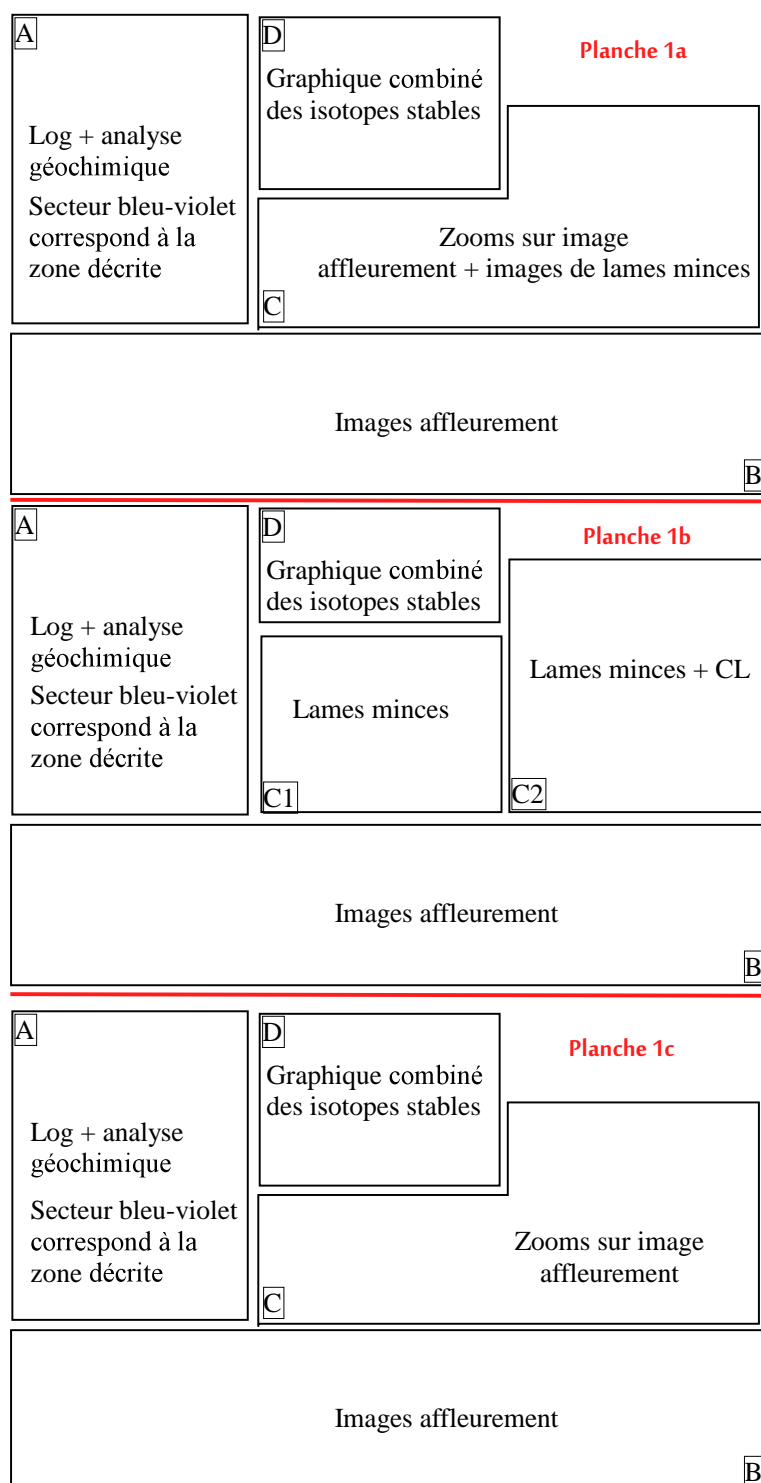 A
Log + analyse
géochimique
Secteur bleu-violet
correspond à la
zone décrite
D
Graphique combiné
des isotopes stables
Planche 1a
Zooms sur image
affleurement + images de lames minces
C
Images affleurement
B
A
Log + analyse
géochimique
Secteur bleu-violet
correspond à la
zone décrite
D
Graphique combiné
des isotopes stables
Planche 1b
Lames minces
C1
Lames minces + CL
C2
Images affleurement
B
A
Log + analyse
géochimique
Secteur bleu-violet
correspond à la
zone décrite
D
Graphique combiné
des isotopes stables
Planche 1c
Zooms sur image
affleurement
C
Images affleurement
B